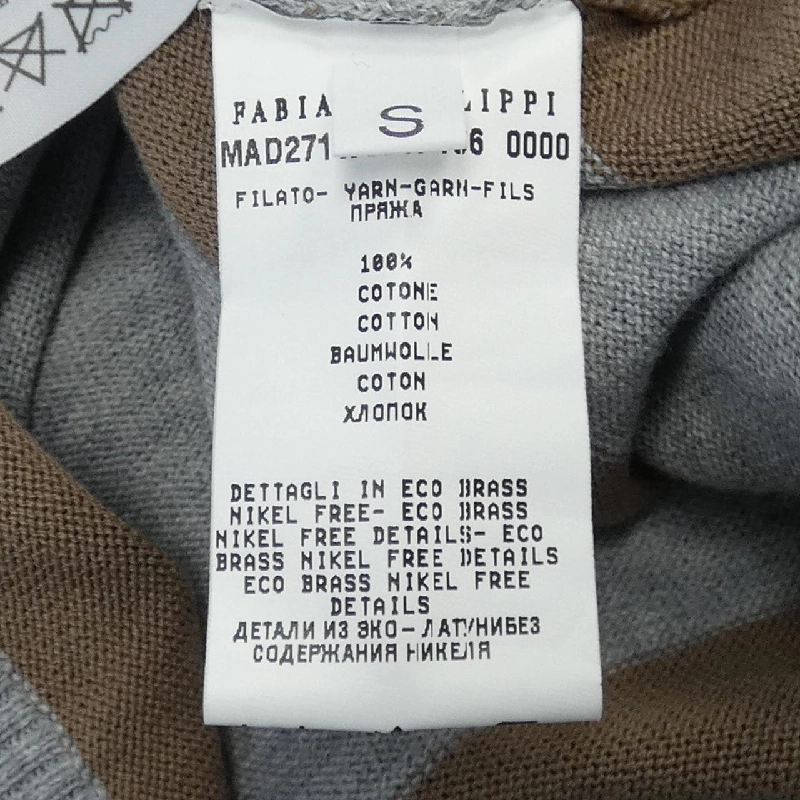 S
MAD271 6 0000
FILATO- YARN-GARN-FILS
ПРЯЖА
100%
COTONE
COTTON
BAUMWOLLE
COTON
ХЛОПОК
DETTAGLI IN ECO BRASS
NIKEL FREE- ECO BRASS
NIKEL FREE DETAILS- ECO
BRASS NIKEL FREE DETAILS
ECO BRASS NIKEL FREE
DETAILS
ДЕТАЛИ ИЗ ЭКО-ЛАТУНИБЕЗ
СОДЕРЖАНИЯ НИКЕЛЯ